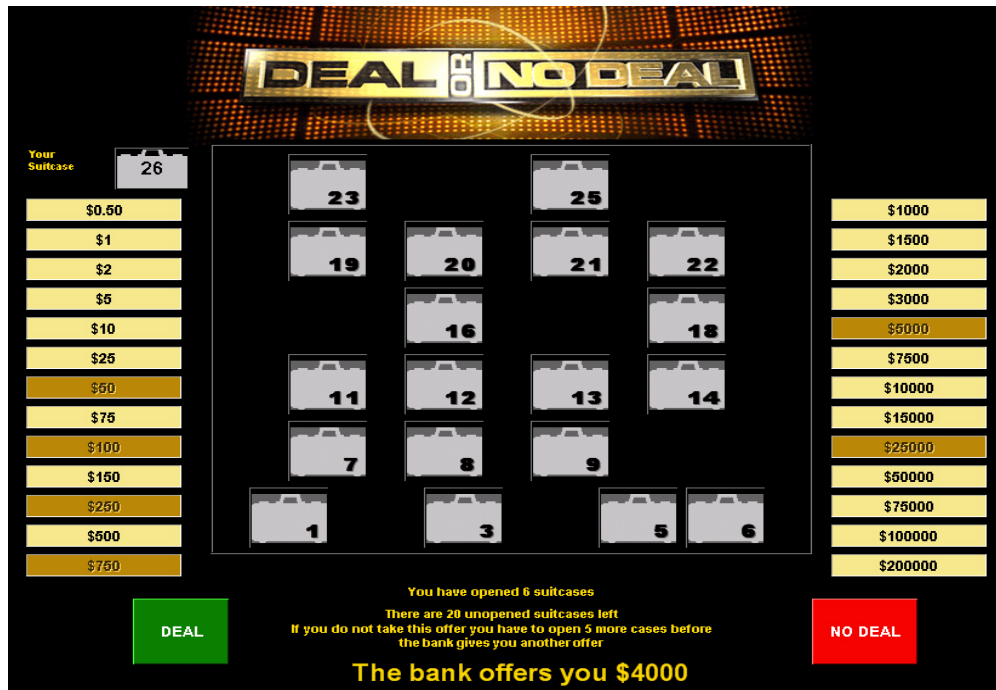 DEAL OR NO DEAL
Your
Suitcase
26
$0.50
$1
$2
$5
$10
$25
$50
$75
$100
$150
$250
$500
$750
23 25
19 20 21 22
16 18
11 12 13 14
7 8 9
1 3 5 6
$1000
$1500
$2000
$3000
$5000
$7500
$10000
$15000
$25000
$50000
$75000
$100000
$200000
You have opened 6 suitcases
There are 20 unopened suitcases left
If you do not take this offer you have to open 5 more cases before
the bank gives you another offer
DEAL
NO DEAL
The bank offers you $4000